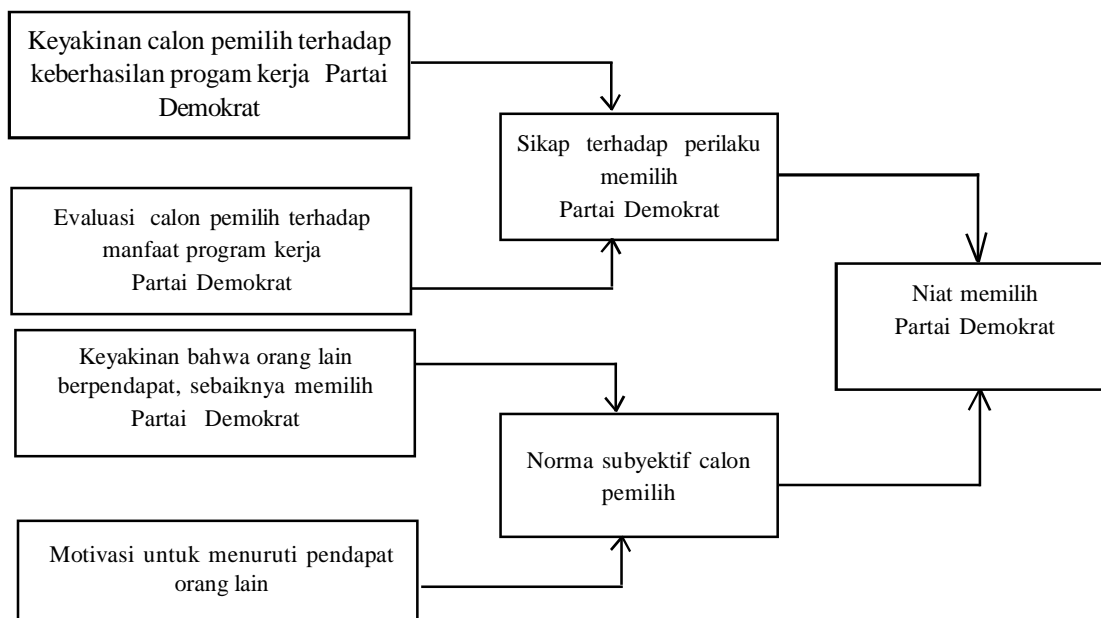 Keyakinan calon pemilih terhadap
keberhasilan progam kerja Partai
Demokrat
Sikap terhadap perilaku
memilih
Partai Demokrat
Evaluasi calon pemilih terhadap
manfaat program kerja
Partai Demokrat
Niat memilih
Partai Demokrat
Keyakinan bahwa orang lain
berpendapat, sebaiknya memilih
Partai Demokrat
Norma subyektif calon
pemilih
Motivasi untuk menuruti pendapat
orang lain